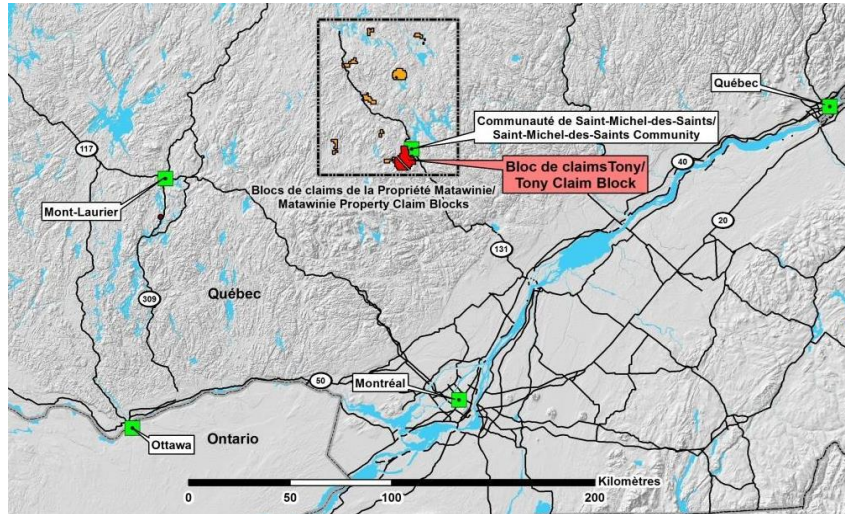 Québec
Communauté de Saint-Michel-des-Saints/
Saint-Michel-des-Saints Community
117
40
Bloc de claimsTony/
Tony Claim Block
Blocs de claims de la Propriété Matawinie/
Matawinie Property Claim Blocks
Mont-Laurier
20
131
309
Québec
50
Montréal
Ottawa
Ontario
Kilomètres
0
50
100
200